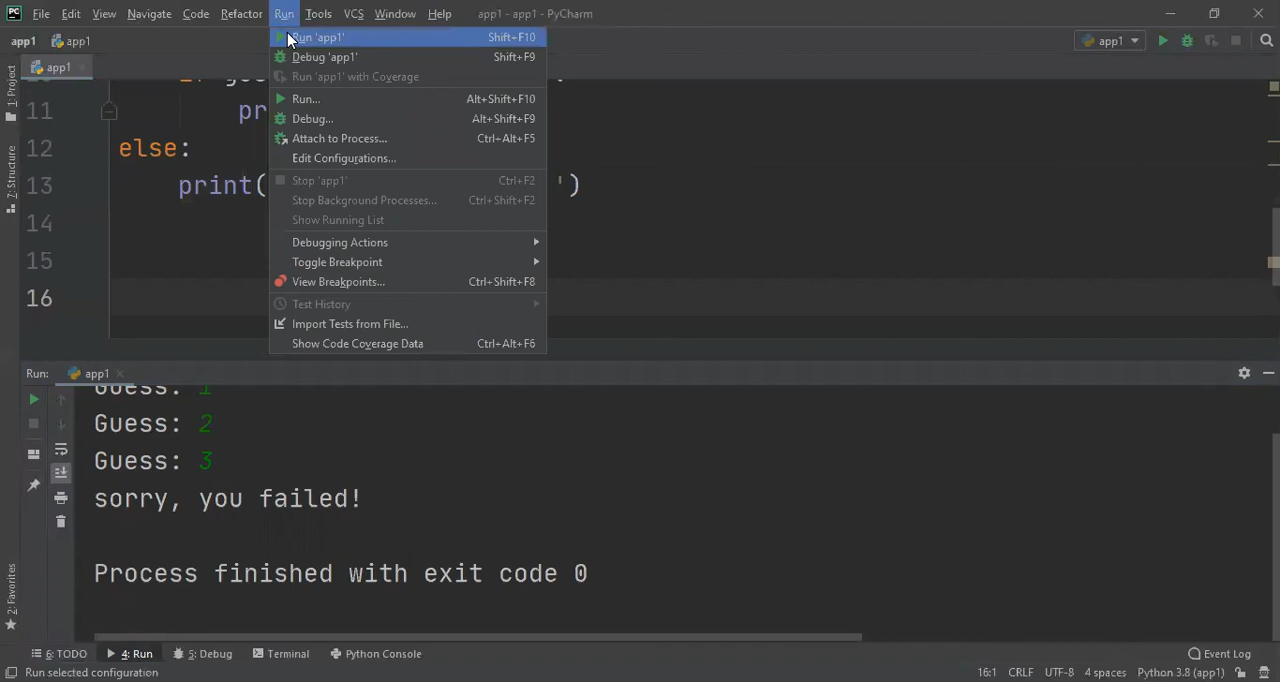 PC File Edit View Navigate Code Refactor Run Tools VCS Window Help app1 - app1 - PyCharm
app1 app1 app1
app1
1: Project
7: Structure
2: Favorites
11 pr
12 else:
13 print( ')
14
15
16
Run 'app1' Shift+F10
Debug 'app1' Shift+F9
Run 'app1' with Coverage
Run... Alt+Shift+F10
Debug... Alt+Shift+F9
Attach to Process... Ctrl+Alt+F5
Edit Configurations...
Stop 'app1' Ctrl+F2
Stop Background Processes... Ctrl+Shift+F2
Show Running List
Debugging Actions
Toggle Breakpoint
View Breakpoints... Ctrl+Shift+F8
Test History
Import Tests from File...
Show Code Coverage Data Ctrl+Alt+F6
Run: app1
Guess: 1
Guess: 2
Guess: 3
sorry, you failed!
Process finished with exit code 0
6: TODO 4: Run 5: Debug Terminal Python Console Event Log
Run selected configuration 16:1 CRLF UTF-8 4 spaces Python 3.8 (app1)